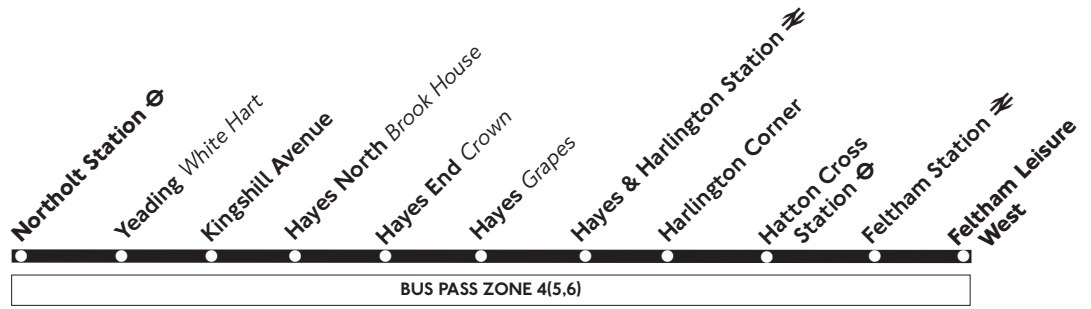 Northolt Station
Yeading White Hart
Kingshill Avenue
Hayes North Brook House
Hayes End Crown
Hayes Grapes
Hayes & Harlington Station
Harlington Corner
Hatton Cross
Station
Feltham Station
Feltham Leisure
West
BUS PASS ZONE 4(5,6)